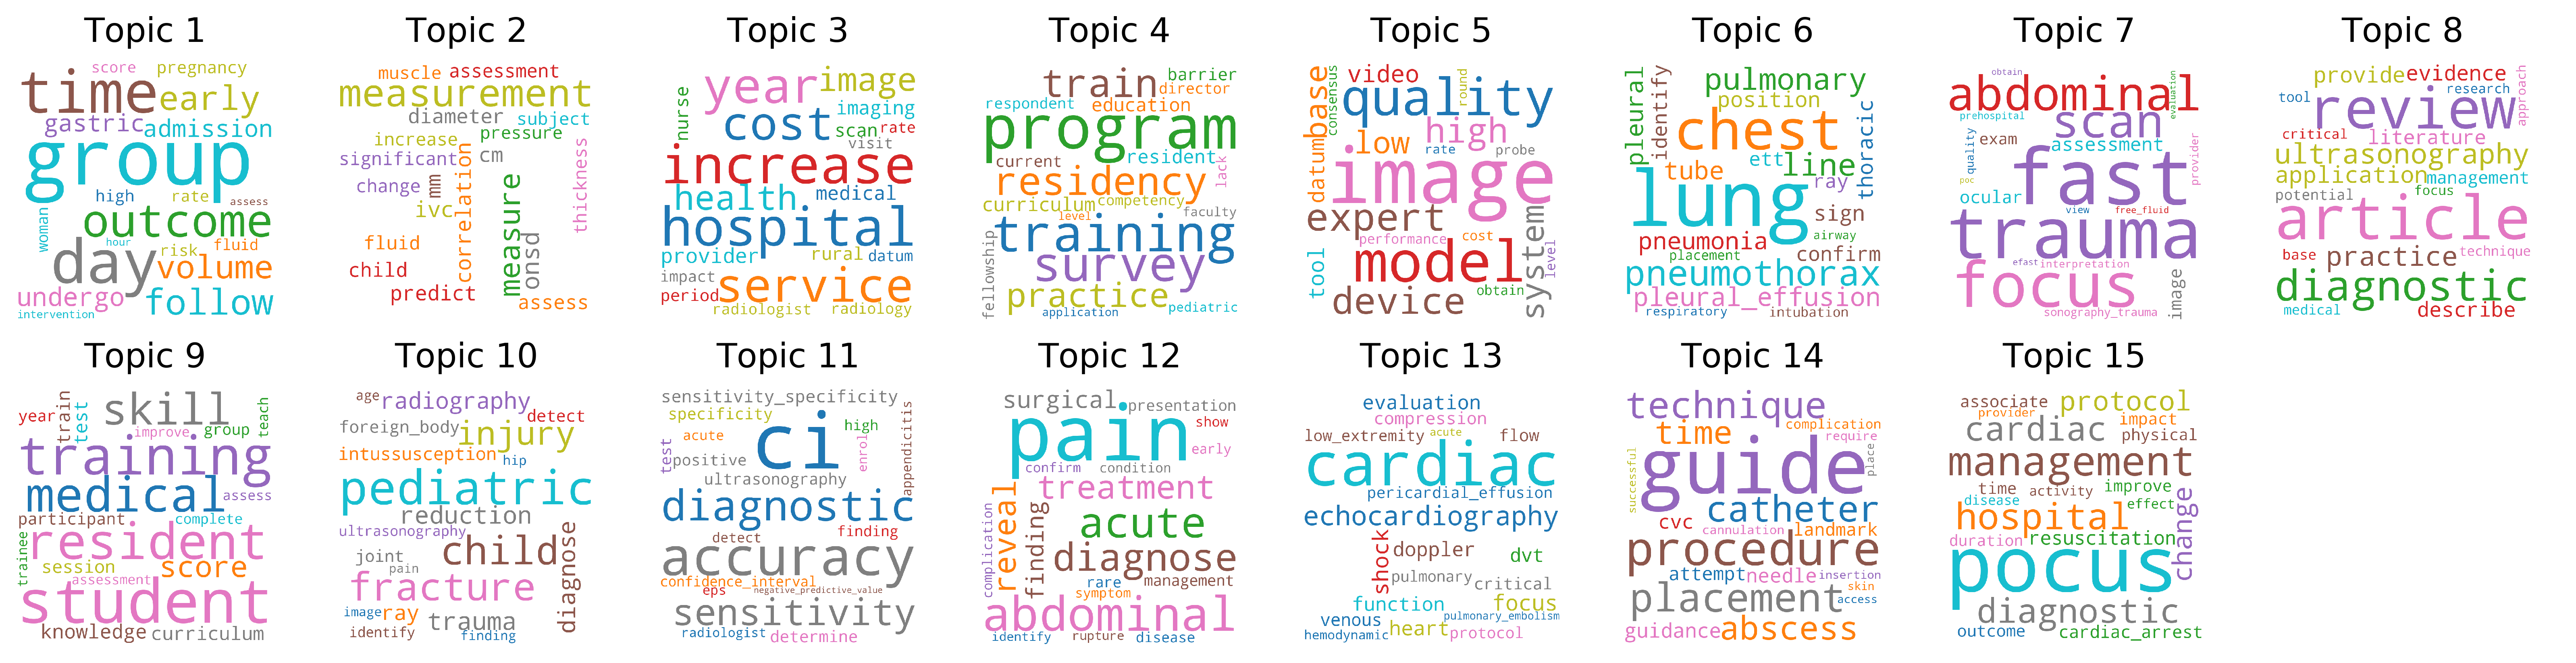 Topic 1
score pregnancy
time early
gastric admission
group
high rate assess
woman outcome
hour
day risk fluid
volume
undergo follow
intervention
Topic 2
muscle assessment
measurement
diameter subject
increase pressure
significant cm
change mm correlation measure thickness
ivc
fluid onsd
child
predict assess
Topic 3
year image
nurse cost imaging
scan rate
visit
increase
health medical
hospital
provider rural datum
impact service
period
radiologist radiology
Topic 4
train barrier
director
respondent education
program
current resident lack
residency
curriculum competency
level faculty
training
fellowship survey
practice
application pediatric
Topic 5
video round
base consensus quality
datum low high
rate probe
image
expert
performance cost
tool model system level
device obtain
Topic 6
pleural identify pulmonary
position
chest thoracic
tube ett line
ray
lung sign
pneumonia airway
placement confirm
pneumothorax
pleural_effusion
respiratory intubation
Topic 7
obtain evaluation
abdominal
prehospital scan
quality exam assessment
poc fast provider
ocular view free_fluid
trauma
efast interpretation
focus image
sonography_trauma
Topic 8
provide evidence
tool research approach
review
critical literature
ultrasonography
application management
potential focus
article
base practice technique
diagnostic
medical describe
Topic 9
year train test skill teach
improve group
training
medical assess
participant complete
trainee resident
session score
assessment
student
knowledge curriculum
Topic 10
age radiography detect
foreign_body injury
intussusception hip
pediatric
ultrasonography reduction
joint child diagnose
pain
fracture
image ray trauma
identify finding
Topic 11
sensitivity_specificity
specificity ci high
acute enrol appendicitis
test positive
ultrasonography
diagnostic
detect finding
accuracy
confidence_interval
eps negative_predictive_value
sensitivity
radiologist determine
Topic 12
surgical presentation
pain show
early
confirm condition
treatment
complication reveal finding acute
diagnose
rare management
symptom
abdominal
identify rupture disease
Topic 13
evaluation
compression
low_extremity acute flow
cardiac
pericardial_effusion
echocardiography
shock doppler dvt
pulmonary critical
function focus
venous pulmonary_embolism
hemodynamic heart protocol
Topic 14
technique
time complication
require
successful guide place
catheter
cvc cannulation landmark
procedure
attempt needle insertion
placement skin
access
guidance abscess
Topic 15
associate protocol
provider impact
cardiac physical
management
time activity improve
disease effect
hospital change
duration resuscitation
pocus
diagnostic
outcome cardiac_arrest